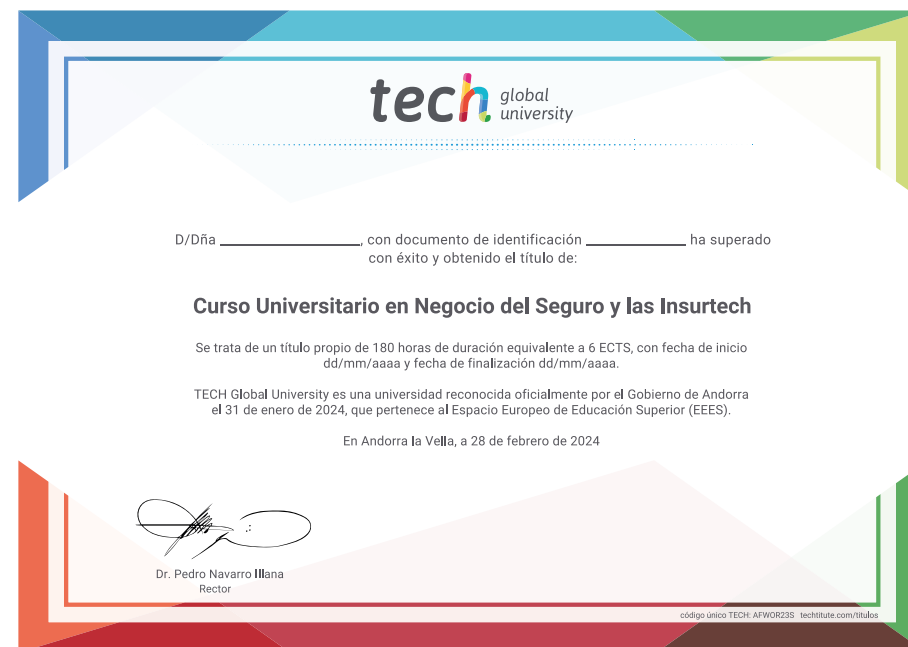 tech global university
D/Dña ______________, con documento de identificación __________ ha superado
con éxito y obtenido el título de:
Curso Universitario en Negocio del Seguro y las Insurtech
Se trata de un título propio de 180 horas de duración equivalente a 6 ECTS, con fecha de inicio
dd/mm/aaaa y fecha de finalización dd/mm/aaaa.
TECH Global University es una universidad reconocida oficialmente por el Gobierno de Andorra
el 31 de enero de 2024, que pertenece al Espacio Europeo de Educación Superior (EEES).
En Andorra la Vella, a 28 de febrero de 2024
Dr. Pedro Navarro Illana
Rector
código único TECH: AFWOR23S techtitute.com/titulos